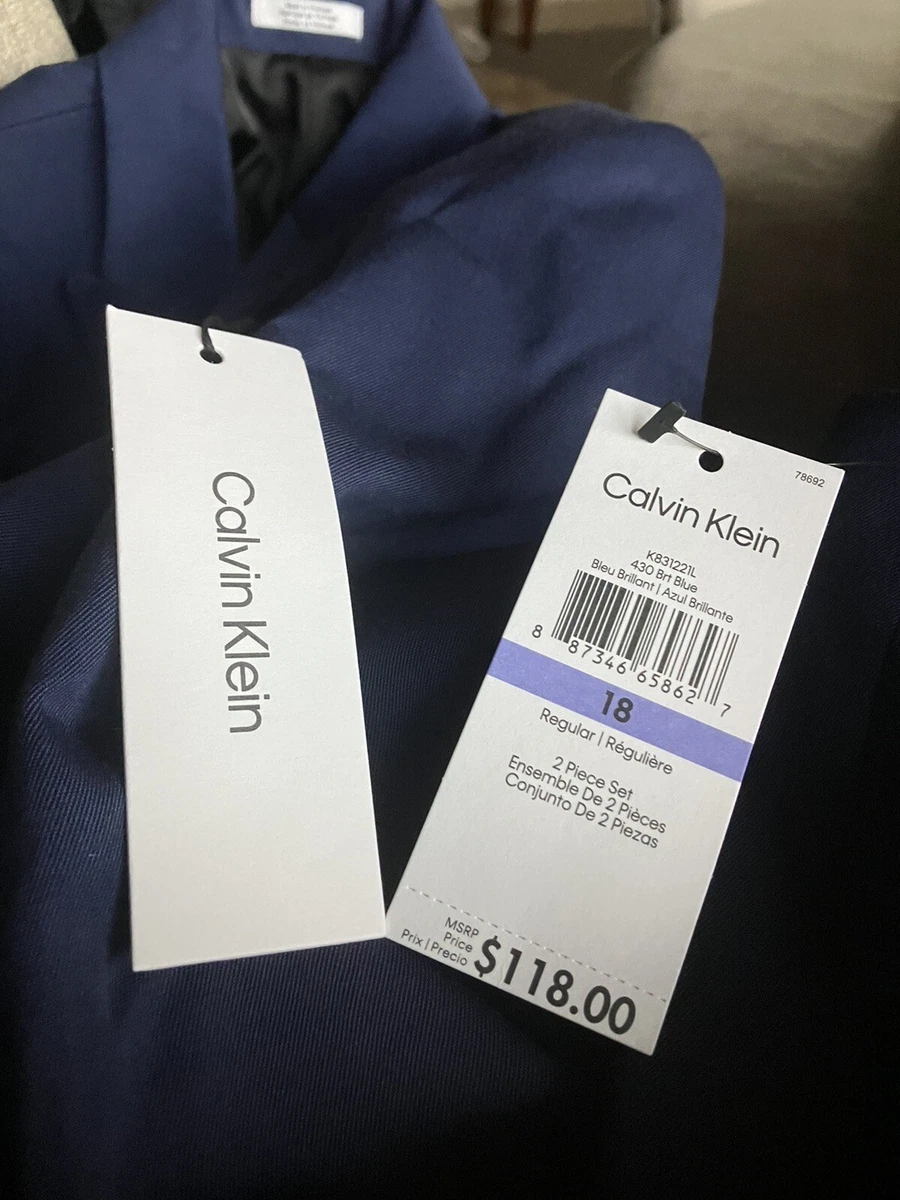 Calvin Klein
78692
Calvin Klein
K831221L
430 Brt Blue
Bleu Brillant | Azul Brillante
8 87346 65862 7
18
Regular | Régulière
2 Piece Set
Ensemble De 2 Pièces
Conjunto De 2 Piezas
MSRP
Price
Prix | Precio
$118.00